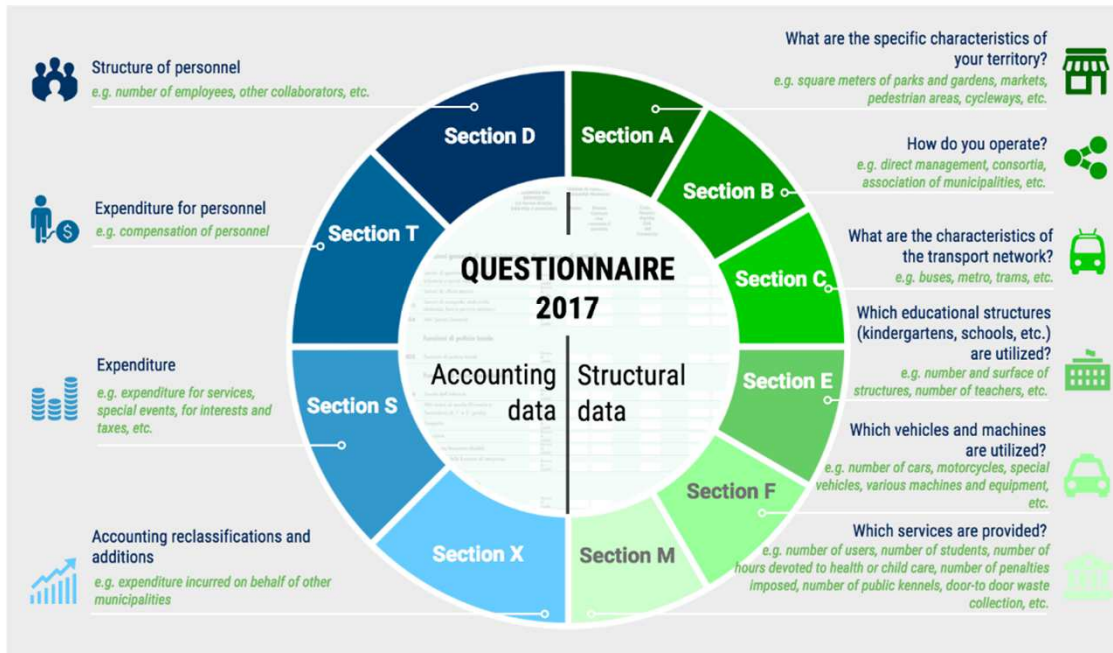 Structure of personnel
e.g. number of employees, other collaborators, etc.
Expenditure for personnel
e.g. compensation of personnel
Expenditure
e.g. expenditure for services,
special events, for interests and
taxes, etc.
Accounting reclassifications and
additions
e.g. expenditure incurred on behalf of other
municipalities
Section D
Section T
Section S
Section X
QUESTIONNAIRE
2017
Accounting
data
Structural
data
Section A
Section B
Section C
Section E
Section F
Section M
What are the specific characteristics of
your territory?
e.g. square meters of parks and gardens, markets,
pedestrian areas, cycleways, etc.
How do you operate?
e.g. direct management, consortia,
association of municipalities, etc.
What are the characteristics of
the transport network?
e.g. buses, metro, trams, etc.
Which educational structures
(kindergartens, schools, etc.)
are utilized?
e.g. number and surface of
structures, number of teachers, etc.
Which vehicles and machines
are utilized?
e.g. number of cars, motorcycles, special
vehicles, various machines and equipment,
etc.
Which services are provided?
e.g. number of users, number of students, number of
hours devoted to health or child care, number of penalties
imposed, number of public kennels, door-to door waste
collection, etc.